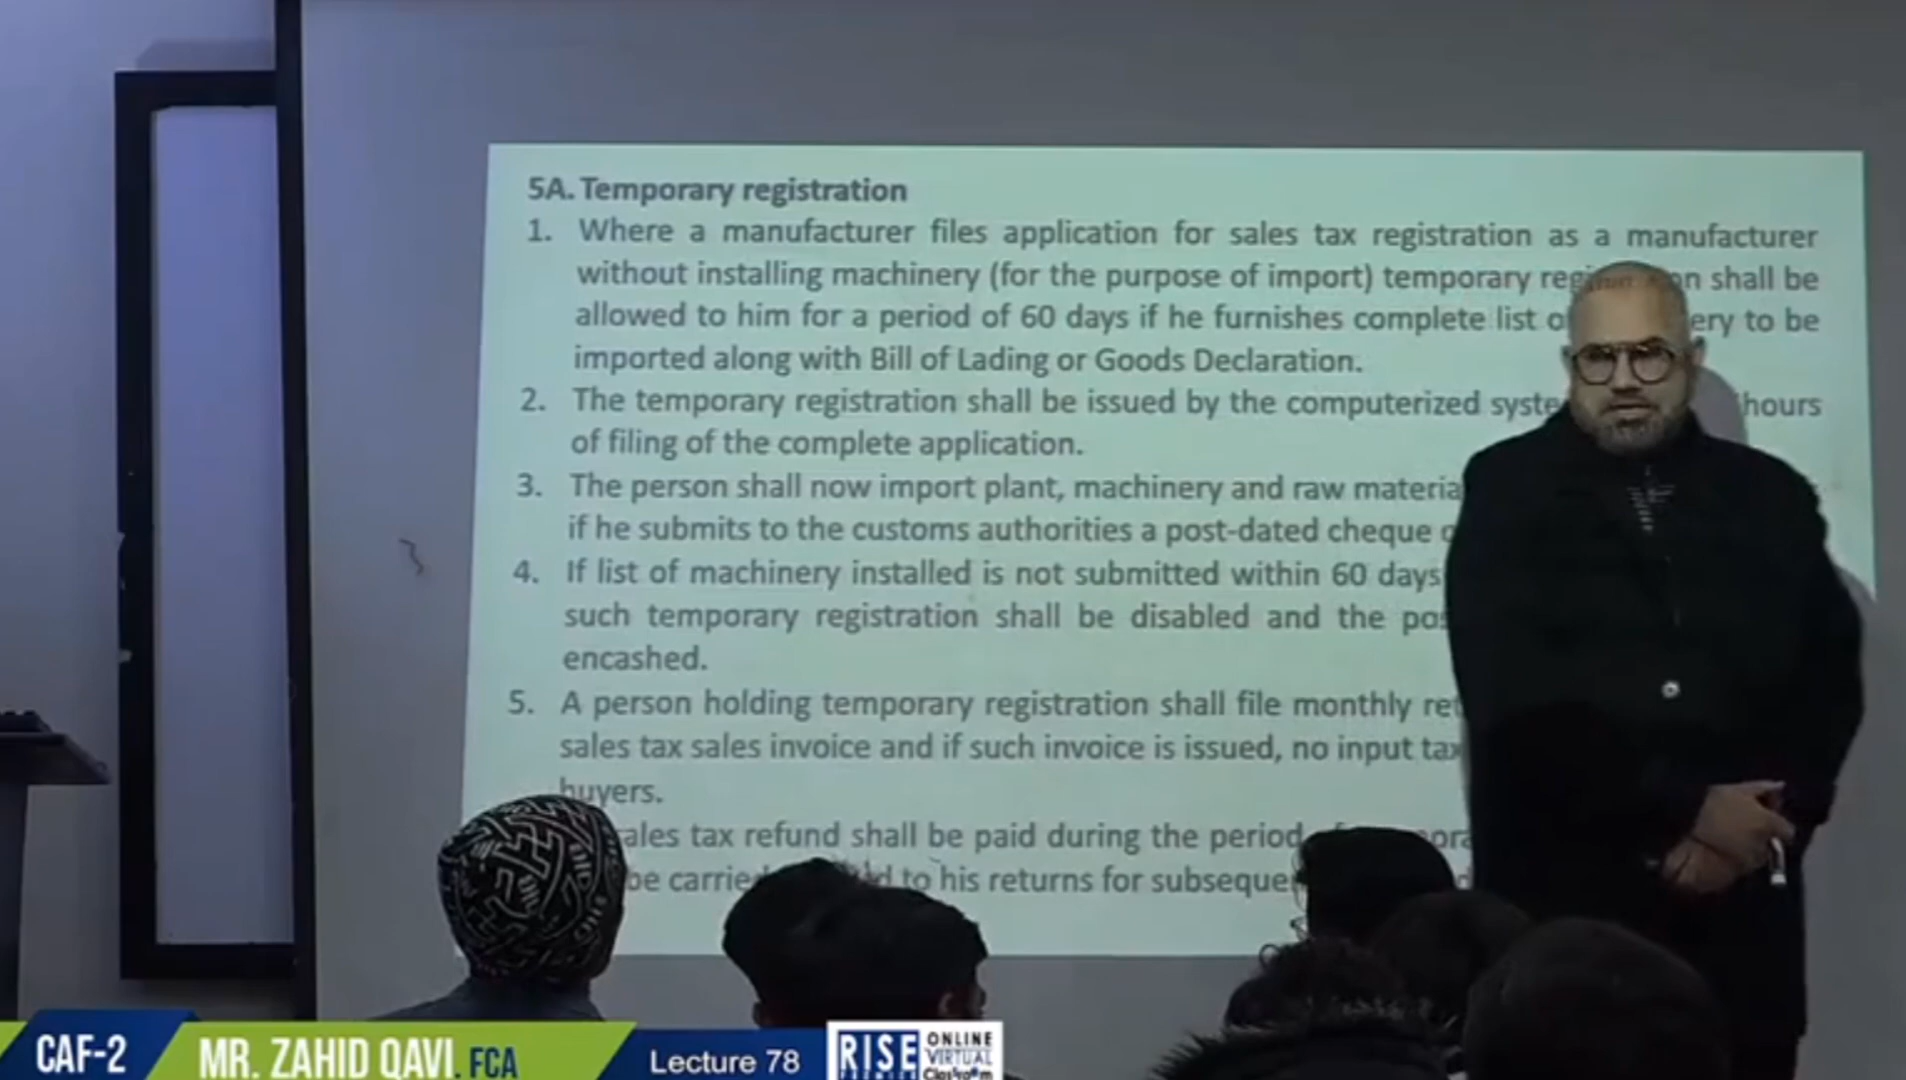 5A. Temporary registration
1. Where a manufacturer files application for sales tax registration as a manufacturer
without installing machinery (for the purpose of import) temporary shall be
allowed to him for a period of 60 days if he furnishes complete list to be
imported along with Bill of Lading or Goods Declaration.
2. The temporary registration shall be issued by the computerized hours
of filing of the complete application.
3. The person shall now import plant, machinery and raw
if he submits to the customs authorities a post-dated cheque
4. If list of machinery installed is not submitted within 60 days
such temporary registration shall be disabled and the
encashed.
5. A person holding temporary registration shall file monthly
sales tax sales invoice and if such invoice is issued, no input tax
buyers.
tax refund shall be paid during the period
be to his returns for
CAF-2
MR. ZAHID QAVI. FCA
Lecture 78
RISE
ONLINE
VIRTUAL
Classroom